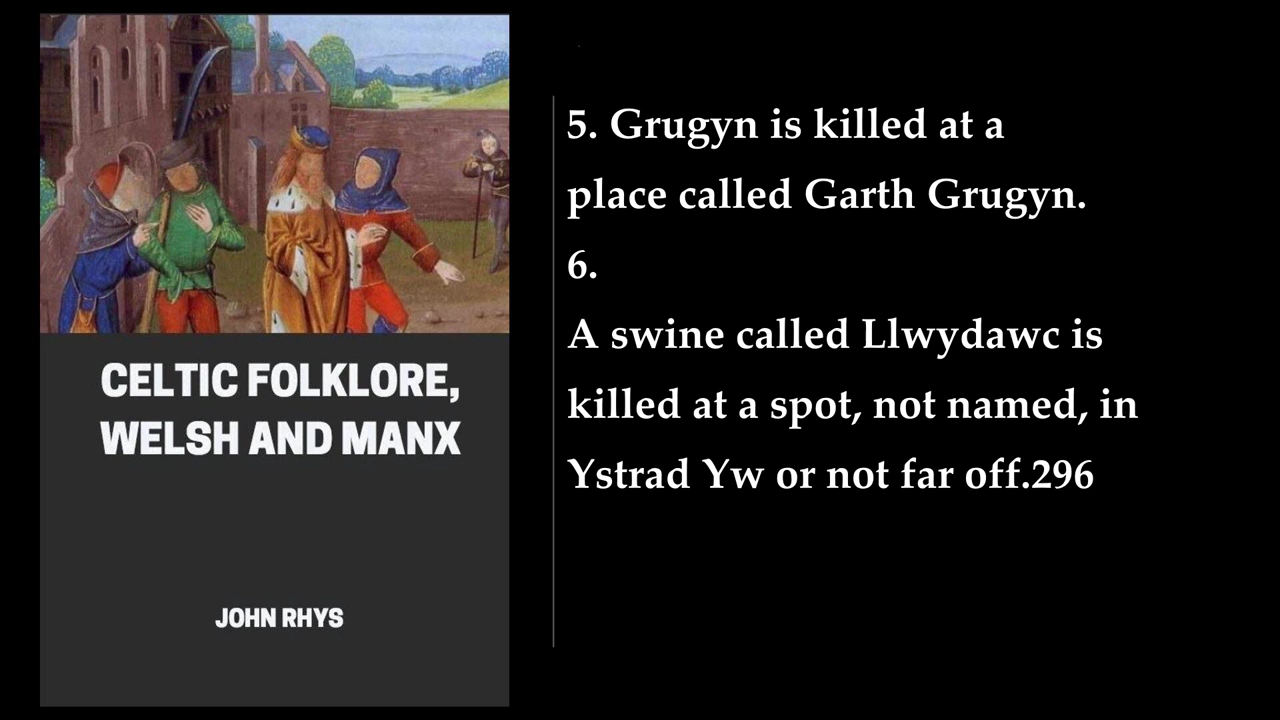 CELTIC FOLKLORE,
WELSH AND MANX
JOHN RHYS
5. Grugyn is killed at a
place called Garth Grugyn.
6.
A swine called Llwydawc is
killed at a spot, not named, in
Ystrad Yw or not far off.296